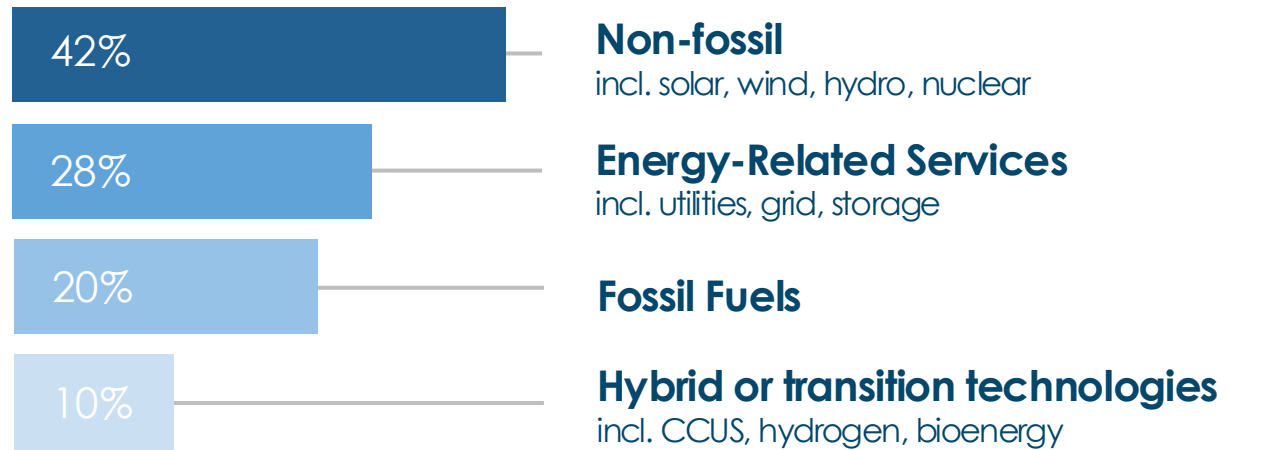 42%
Non-fossil
incl. solar, wind, hydro, nuclear
28%
Energy-Related Services
incl. utilities, grid, storage
20%
Fossil Fuels
10%
Hybrid or transition technologies
incl. CCUS, hydrogen, bioenergy